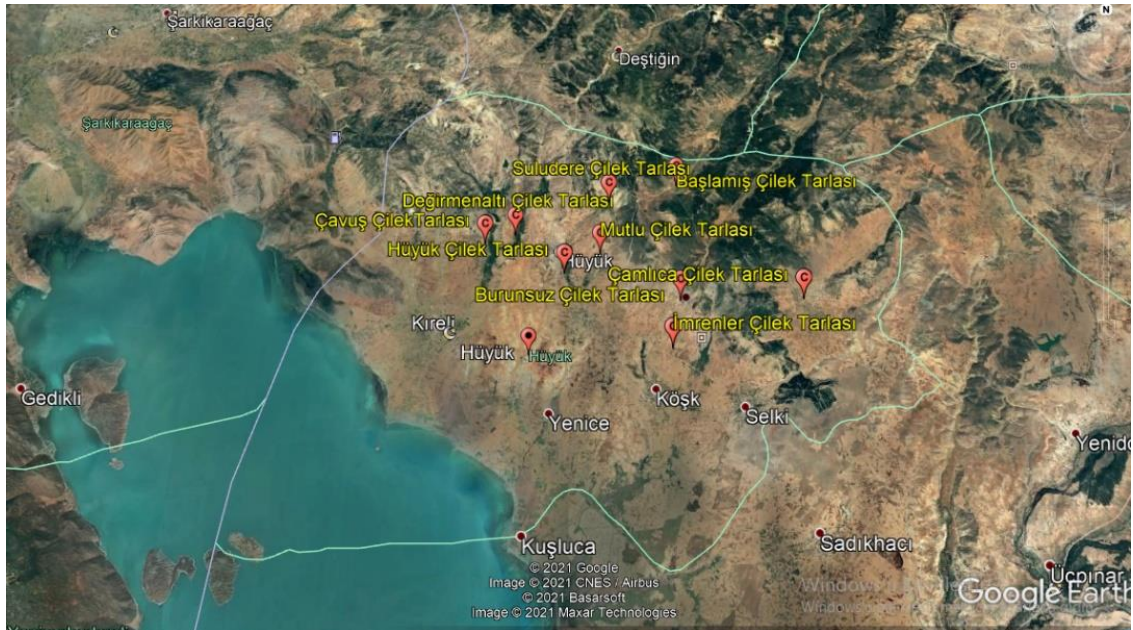 Şarkikaraağaç
N
Deştiğin
Şarkikaraağaç
Suludere Çilek Tarlası
Başlamış Çilek Tarlası
Değirmenaltı Çilek Tarlası
Çavuş ÇilekTarlası
Mutlu Çilek Tarlası
Hüyük Çilek Tarlası
Hüyük
Çamlıca Çilek Tarlası
Burunsuz Çilek Tarlası
Kıreli
İmrenler Çilek Tarlası
Hüyük
Hüyük
Gedikli
Köşk
Yenice
Selki
Kuşluca
Sadıkhacı
Üçpınar
© 2021 Google
Image © 2021 CNES / Airbus
© 2021 Basarsoft
Image © 2021 Maxar Technologies
Google Earth